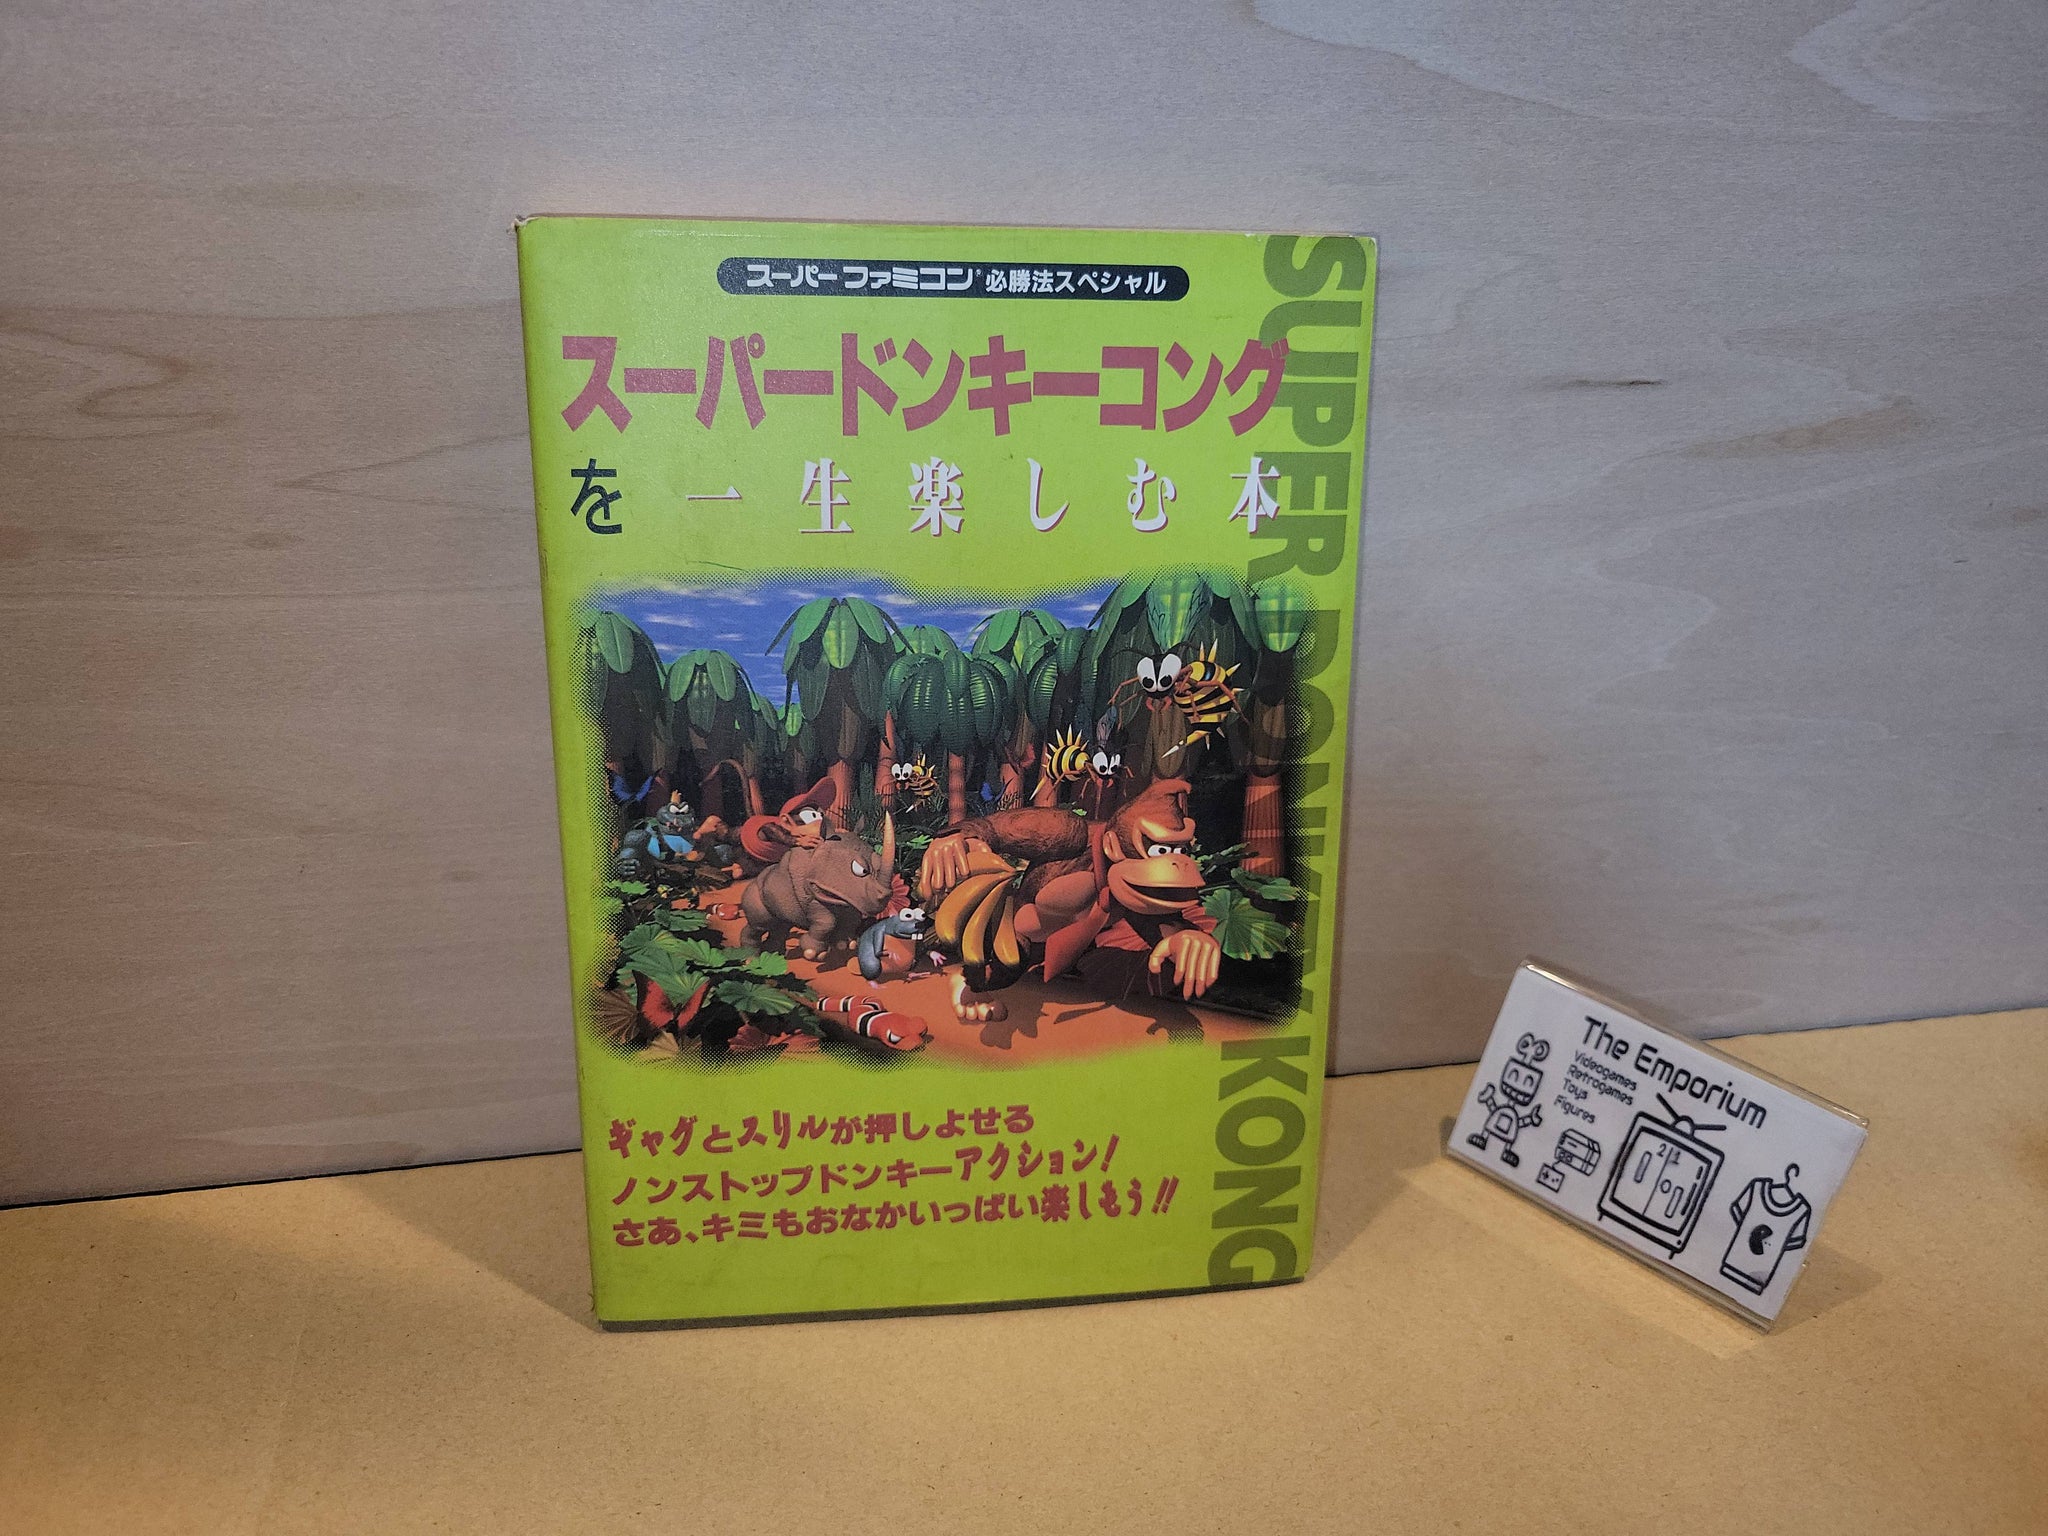 スーパーファミコン®必勝法スペシャル
スーパードンキーコング
を一生楽しむ本
SUPER DONKEY KONG
ギャグとスリルが押しよせる
ノンストップドンキーアクション!
さあ、キミもおなかいっぱい楽しもう!!
The Emporium
Videogames
Retrogames
Toys
Figures
2 1